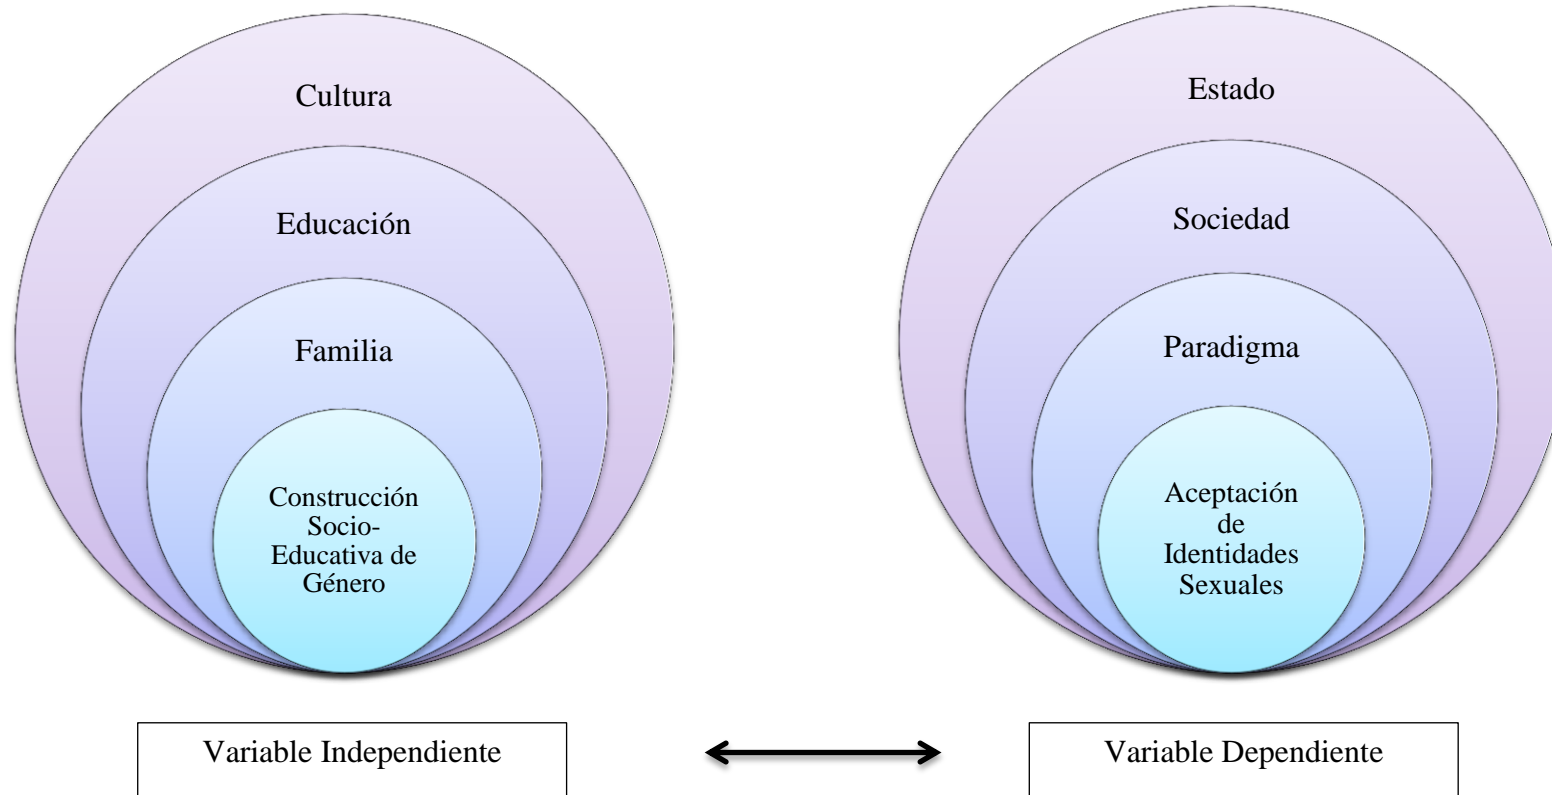 Cultura
Educación
Familia
Construcción
Socio-
Educativa de
Género
Variable Independiente
Estado
Sociedad
Paradigma
Aceptación
de
Identidades
Sexuales
Variable Dependiente